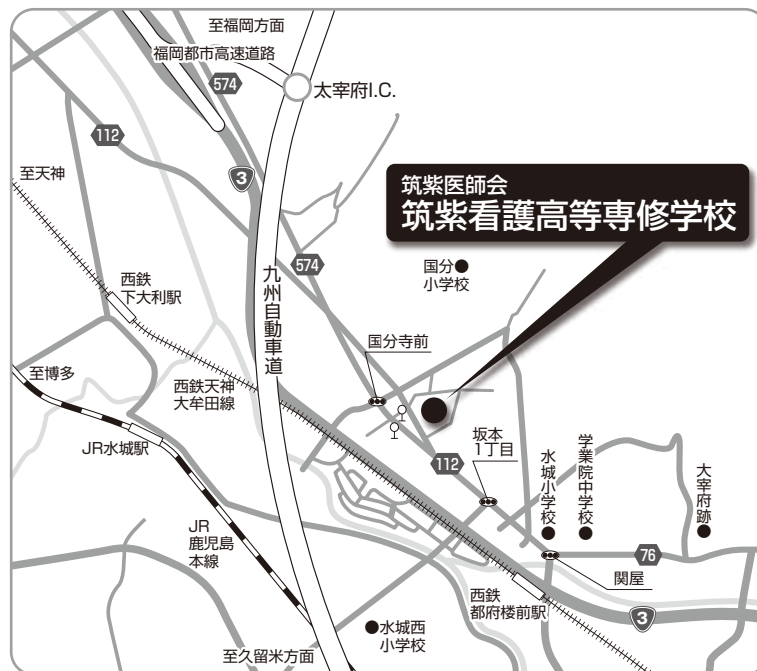 至福岡方面
福岡都市高速道路
574
太宰府I.C.
112
至天神
3
筑紫医師会
筑紫看護高等専修学校
574
国分
小学校
西鉄
下大利駅
九州自動車道
国分寺前
至博多
西鉄天神
大牟田線
JR水城駅
坂本
1丁目
112
水城小学校
学業院中学校
大宰府跡
JR
鹿児島
本線
76
関屋
西鉄
都府楼前駅
3
水城西
小学校
至久留米方面